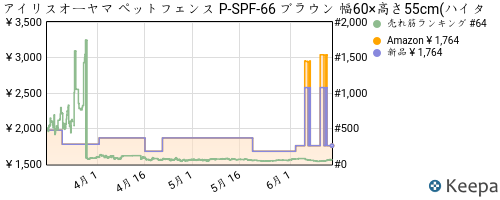 アイリスオーヤマ ペットフェンス P-SPF-66 ブラウン 幅60×高さ55cm(ハイタ
売れ筋ランキング #64
Amazon ¥ 1,764
新品 ¥ 1,764
¥ 3,500
¥ 3,000
¥ 2,500
¥ 2,000
¥ 1,500
#2,000
#1,500
#1,000
#500
#0
4月 1
4月 16
5月 1
5月 16
6月 1
Keepa